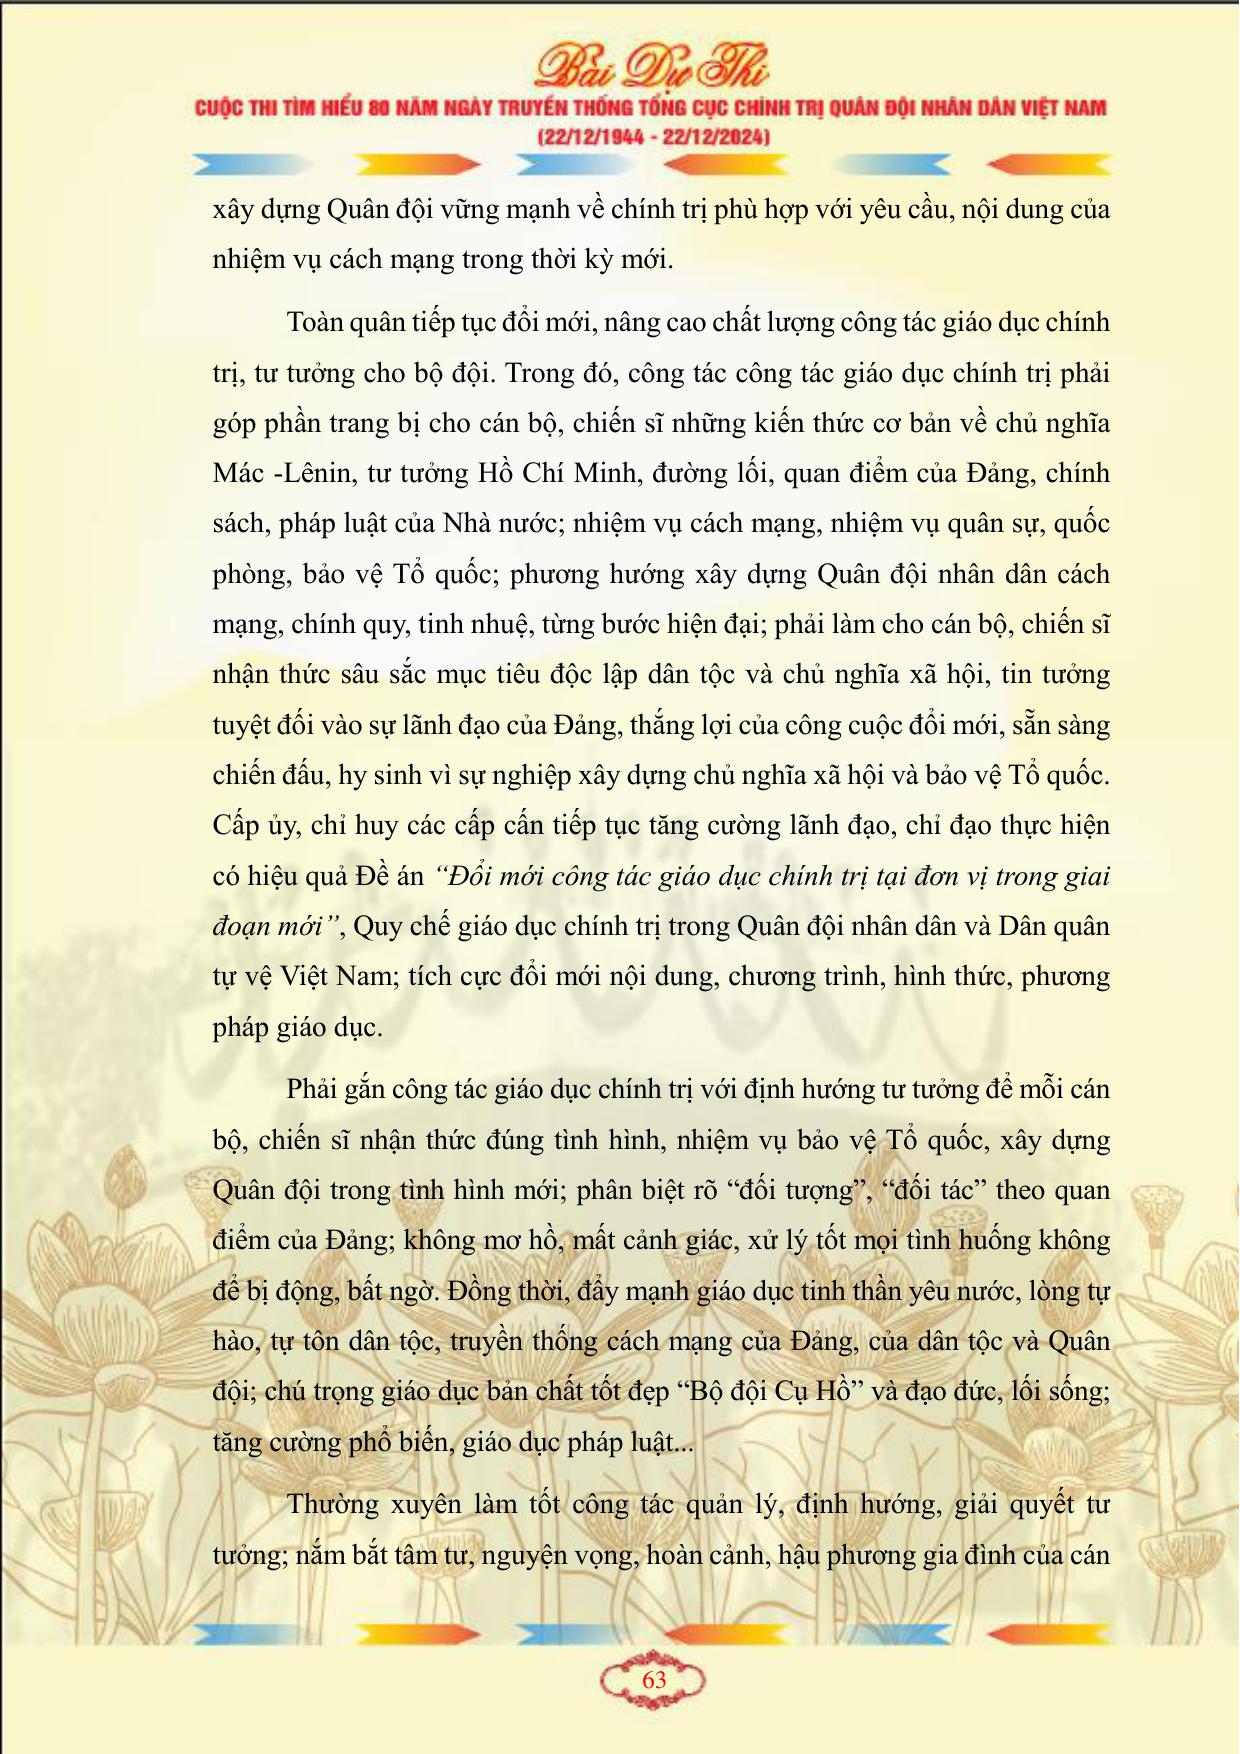 Bài Dự Thi
CUỘC THI TÌM HIỂU 80 NĂM NGÀY TRUYỀN THỐNG TỔNG CỤC CHÍNH TRỊ QUÂN ĐỘI NHÂN DÂN VIỆT NAM
(22/12/1944 - 22/12/2024)
xây dựng Quân đội vững mạnh về chính trị phù hợp với yêu cầu, nội dung của
nhiệm vụ cách mạng trong thời kỳ mới.
Toàn quân tiếp tục đổi mới, nâng cao chất lượng công tác giáo dục chính
trị, tư tưởng cho bộ đội. Trong đó, công tác công tác giáo dục chính trị phải
góp phần trang bị cho cán bộ, chiến sĩ những kiến thức cơ bản về chủ nghĩa
Mác -Lênin, tư tưởng Hồ Chí Minh, đường lối, quan điểm của Đảng, chính
sách, pháp luật của Nhà nước; nhiệm vụ cách mạng, nhiệm vụ quân sự, quốc
phòng, bảo vệ Tổ quốc; phương hướng xây dựng Quân đội nhân dân cách
mạng, chính quy, tinh nhuệ, từng bước hiện đại; phải làm cho cán bộ, chiến sĩ
nhận thức sâu sắc mục tiêu độc lập dân tộc và chủ nghĩa xã hội, tin tưởng
tuyệt đối vào sự lãnh đạo của Đảng, thắng lợi của công cuộc đổi mới, sẵn sàng
chiến đấu, hy sinh vì sự nghiệp xây dựng chủ nghĩa xã hội và bảo vệ Tổ quốc.
Cấp ủy, chỉ huy các cấp cấn tiếp tục tăng cường lãnh đạo, chỉ đạo thực hiện
có hiệu quả Đề án “Đổi mới công tác giáo dục chính trị tại đơn vị trong giai
đoạn mới”, Quy chế giáo dục chính trị trong Quân đội nhân dân và Dân quân
tự vệ Việt Nam; tích cực đổi mới nội dung, chương trình, hình thức, phương
pháp giáo dục.
Phải gắn công tác giáo dục chính trị với định hướng tư tưởng để mỗi cán
bộ, chiến sĩ nhận thức đúng tình hình, nhiệm vụ bảo vệ Tổ quốc, xây dựng
Quân đội trong tình hình mới; phân biệt rõ “đối tượng”, “đối tác” theo quan
điểm của Đảng; không mơ hồ, mất cảnh giác, xử lý tốt mọi tình huống không
để bị động, bất ngờ. Đồng thời, đẩy mạnh giáo dục tinh thần yêu nước, lòng tự
hào, tự tôn dân tộc, truyền thống cách mạng của Đảng, của dân tộc và Quân
đội; chú trọng giáo dục bản chất tốt đẹp “Bộ đội Cụ Hồ” và đạo đức, lối sống;
tăng cường phổ biến, giáo dục pháp luật...
Thường xuyên làm tốt công tác quản lý, định hướng, giải quyết tư
tưởng; nắm bắt tâm tư, nguyện vọng, hoàn cảnh, hậu phương gia đình của cán
63